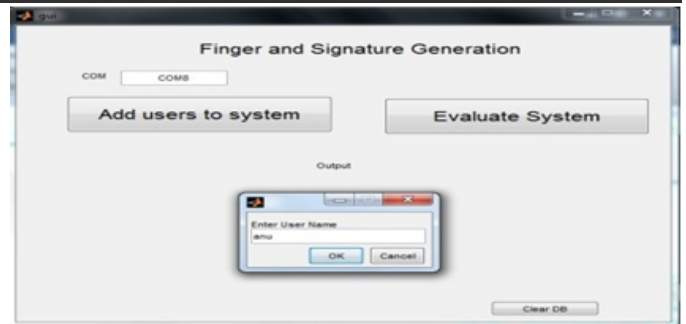 gui
Finger and Signature Generation
COM COM8
Add users to system Evaluate System
Output
Enter User Name
anu
OK Cancel
Clear DB